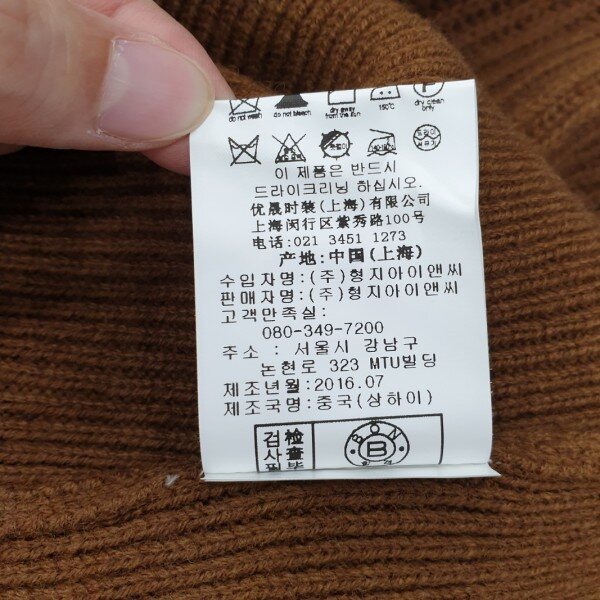 do not wash do not bleach dry away from the sun 150℃ dry clean only
이 제품은 반드시
드라이크리닝 하십시오.
优晟时装(上海)有限公司
上海闵行区紫秀路100号
电话:021 3451 1273
产地:中国(上海)
수입자명:(주)형지아이앤씨
판매자명:(주)형지아이앤씨
고객만족실:
080-349-7200
주소 : 서울시 강남구
논현로 323 MTU빌딩
제조년월:2016.07
제조국명:중국(상하이)
검 检 BON
사 查 B
필 毕 합격